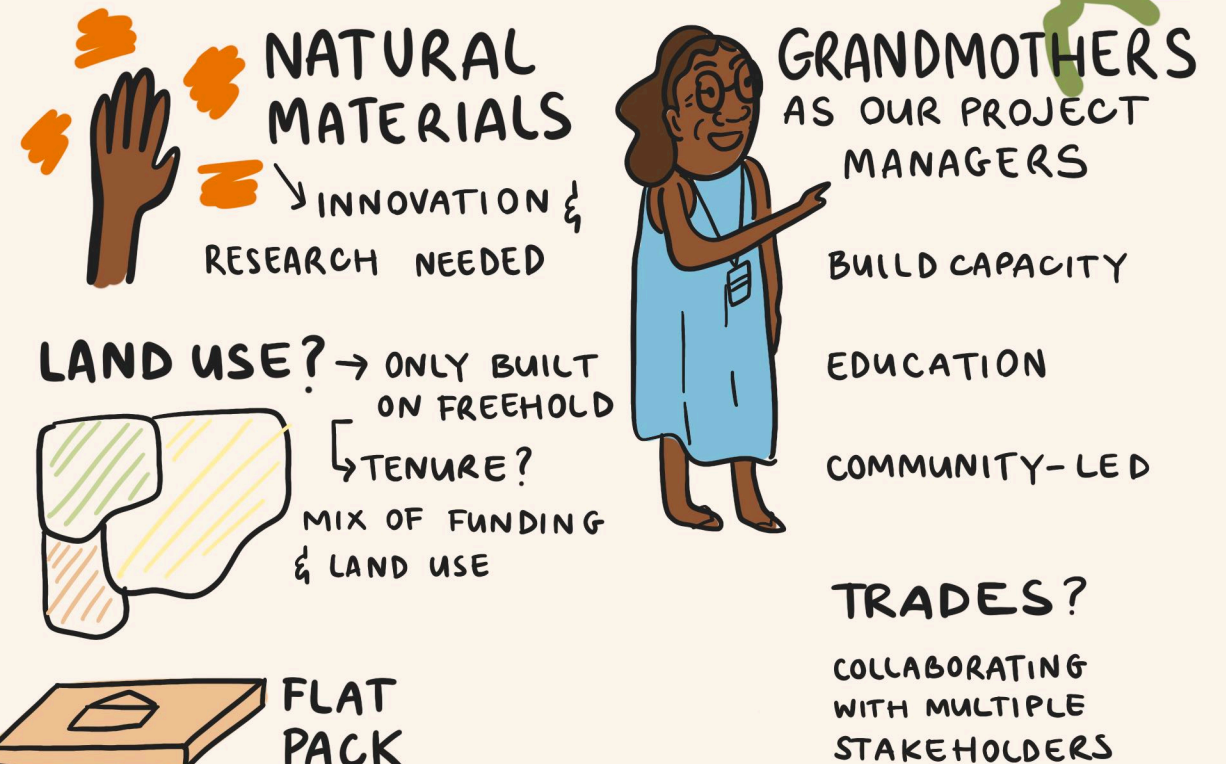 NATURAL
MATERIALS
INNOVATION &
RESEARCH NEEDED
LAND USE? → ONLY BUILT
ON FREEHOLD
TENURE?
MIX OF FUNDING
& LAND USE
FLAT
PACK
GRANDMOTHERS
AS OUR PROJECT
MANAGERS
BUILD CAPACITY
EDUCATION
COMMUNITY-LED
TRADES?
COLLABORATING
WITH MULTIPLE
STAKEHOLDERS